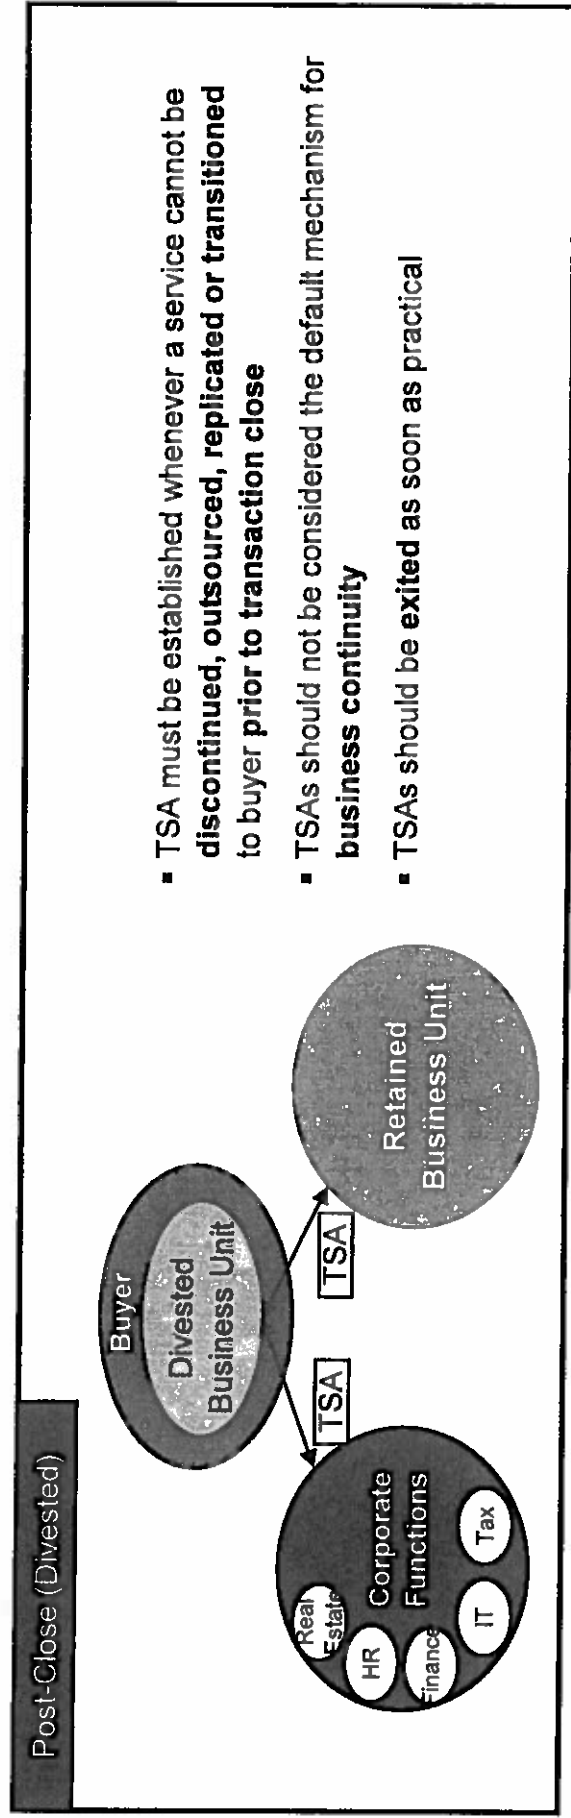 Post-Close (Divested)
Buyer
Divested
Business Unit
TSA
TSA
Corporate
Functions
Real
Estate
HR
Finance
IT
Tax
Retained
Business Unit
▪ TSA must be established whenever a service cannot be
discontinued, outsourced, replicated or transitioned
to buyer prior to transaction close
▪ TSAs should not be considered the default mechanism for
business continuity
▪ TSAs should be exited as soon as practical